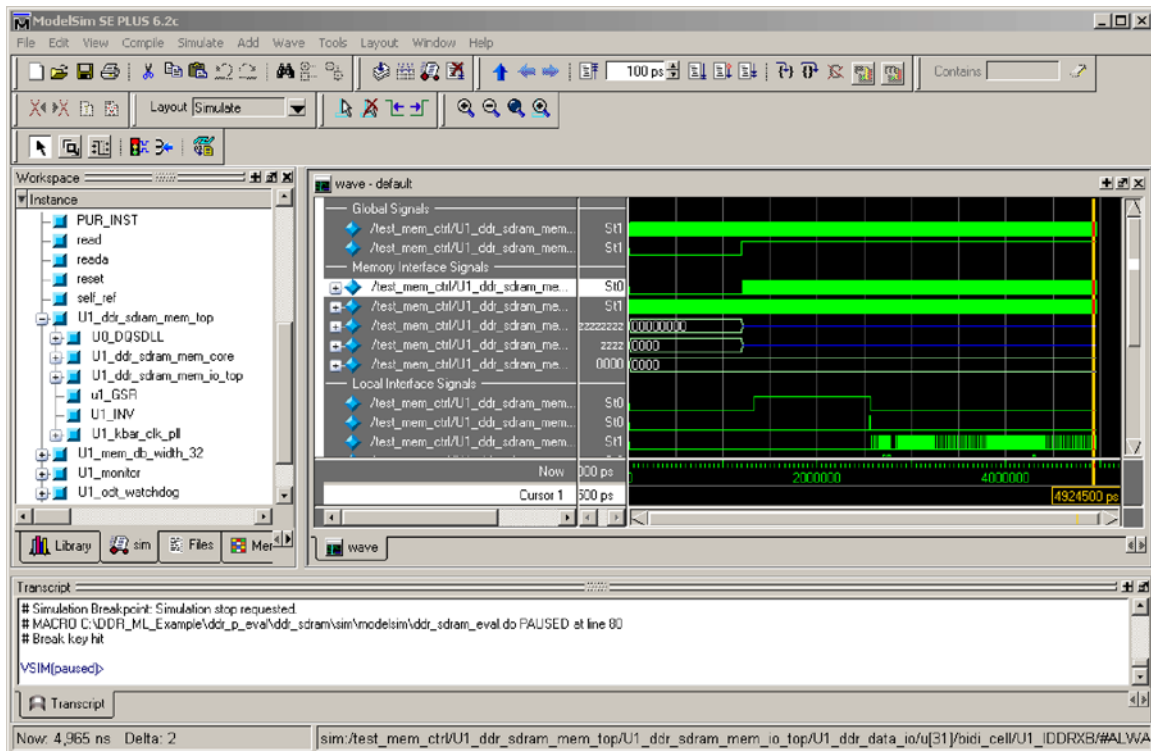 ModelSim SE PLUS 6.2c
File Edit View Compile Simulate Add Wave Tools Layout Window Help
100 ps Contains
Layout Simulate
Workspace
Instance
PUR_INST
read
reada
reset
self_ref
U1_ddr_sdram_mem_top
U0_DQSDLL
U1_ddr_sdram_mem_core
U1_ddr_sdram_mem_io_top
u1_GSR
U1_INV
U1_kbar_clk_pll
U1_mem_db_width_32
U1_monitor
U1_odt_watchdog
Library sim Files Mer
wave - default
Global Signals
/test_mem_ctrl/U1_ddr_sdram_mem... St1
/test_mem_ctrl/U1_ddr_sdram_mem... St1
Memory Interface Signals
/test_mem_ctrl/U1_ddr_sdram_me... St0
/test_mem_ctrl/U1_ddr_sdram_me... St1
/test_mem_ctrl/U1_ddr_sdram_me... zzzzzzzz 00000000
/test_mem_ctrl/U1_ddr_sdram_me... zzzz 0000
/test_mem_ctrl/U1_ddr_sdram_me... 0000 0000
Local Interface Signals
/test_mem_ctrl/U1_ddr_sdram_mem... St0
/test_mem_ctrl/U1_ddr_sdram_mem... St0
/test_mem_ctrl/U1_ddr_sdram_mem... St1
Now 000 ps 2000000 4000000
Cursor 1 500 ps 4924500 ps
wave
Transcript
# Simulation Breakpoint: Simulation stop requested.
# MACRO C:\DDR_ML_Example\ddr_p_eval\ddr_sdram\sim\modelsim\ddr_sdram_eval.do PAUSED at line 80
# Break key hit
VSIM(paused)>
Transcript
Now: 4,965 ns Delta: 2 sim:/test_mem_ctrl/U1_ddr_sdram_mem_top/U1_ddr_sdram_mem_io_top/U1_ddr_data_io/u[31]/bidi_cell/U1_IDDRXB/#ALWA